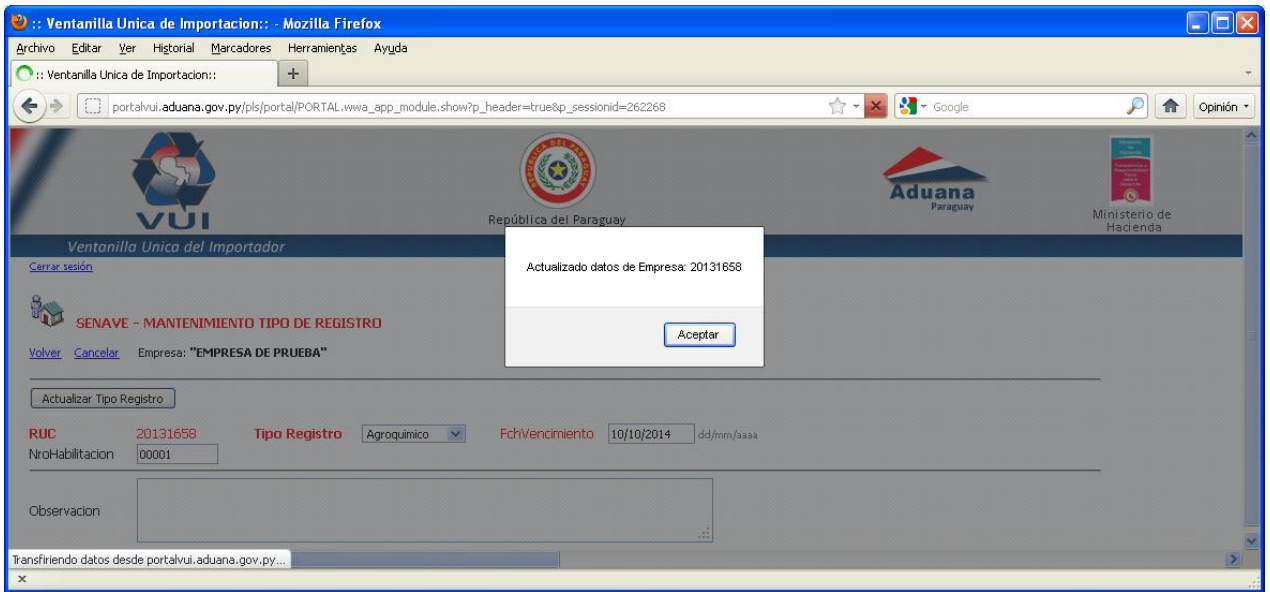 :: Ventanilla Unica de Importacion:: - Mozilla Firefox
Archivo Editar Ver Historial Marcadores Herramientas Ayuda
:: Ventanilla Unica de Importacion::
portalvui.aduana.gov.py/pls/portal/PORTAL.wwa_app_module.show?p_header=true&p_sessionid=262268
Google
Opinión
VUI
República del Paraguay
Aduana
Paraguay
Ministerio de
Hacienda
Ventanilla Unica del Importador
Cerrar sesión
Actualizado datos de Empresa: 20131658
Aceptar
SENAVE - MANTENIMIENTO TIPO DE REGISTRO
Volver Cancelar Empresa: "EMPRESA DE PRUEBA"
Actualizar Tipo Registro
RUC 20131658 Tipo Registro Agroquimico FchVencimiento 10/10/2014 dd/mm/aaaa
NroHabilitacion 00001
Observacion
Transfiriendo datos desde portalvui.aduana.gov.py...